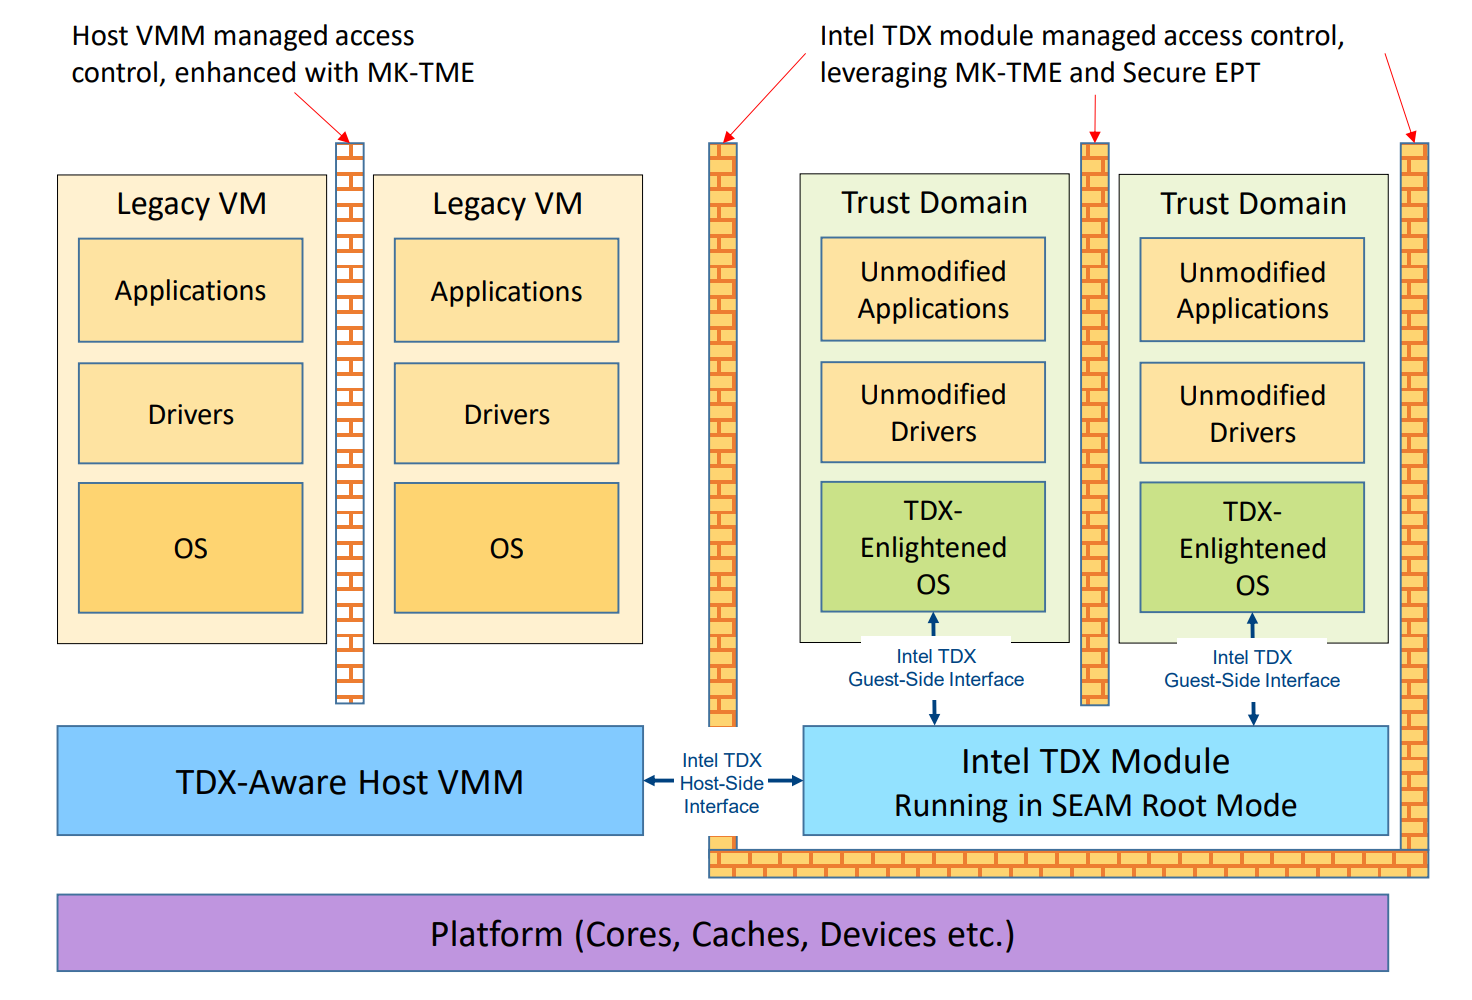 Host VMM managed access
control, enhanced with MK-TME
Intel TDX module managed access control,
leveraging MK-TME and Secure EPT
Legacy VM
Applications
Drivers
OS
Legacy VM
Applications
Drivers
OS
Trust Domain
Unmodified
Applications
Unmodified
Drivers
TDX-
Enlightened
OS
Intel TDX
Guest-Side Interface
Trust Domain
Unmodified
Applications
Unmodified
Drivers
TDX-
Enlightened
OS
Intel TDX
Guest-Side Interface
TDX-Aware Host VMM
Intel TDX
Host-Side
Interface
Intel TDX Module
Running in SEAM Root Mode
Platform (Cores, Caches, Devices etc.)